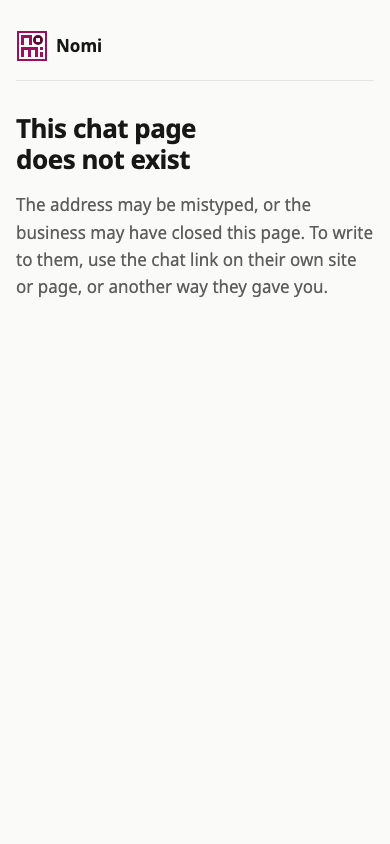 nomi
Nomi
This chat page
does not exist
The address may be mistyped, or the
business may have closed this page. To write
to them, use the chat link on their own site
or page, or another way they gave you.